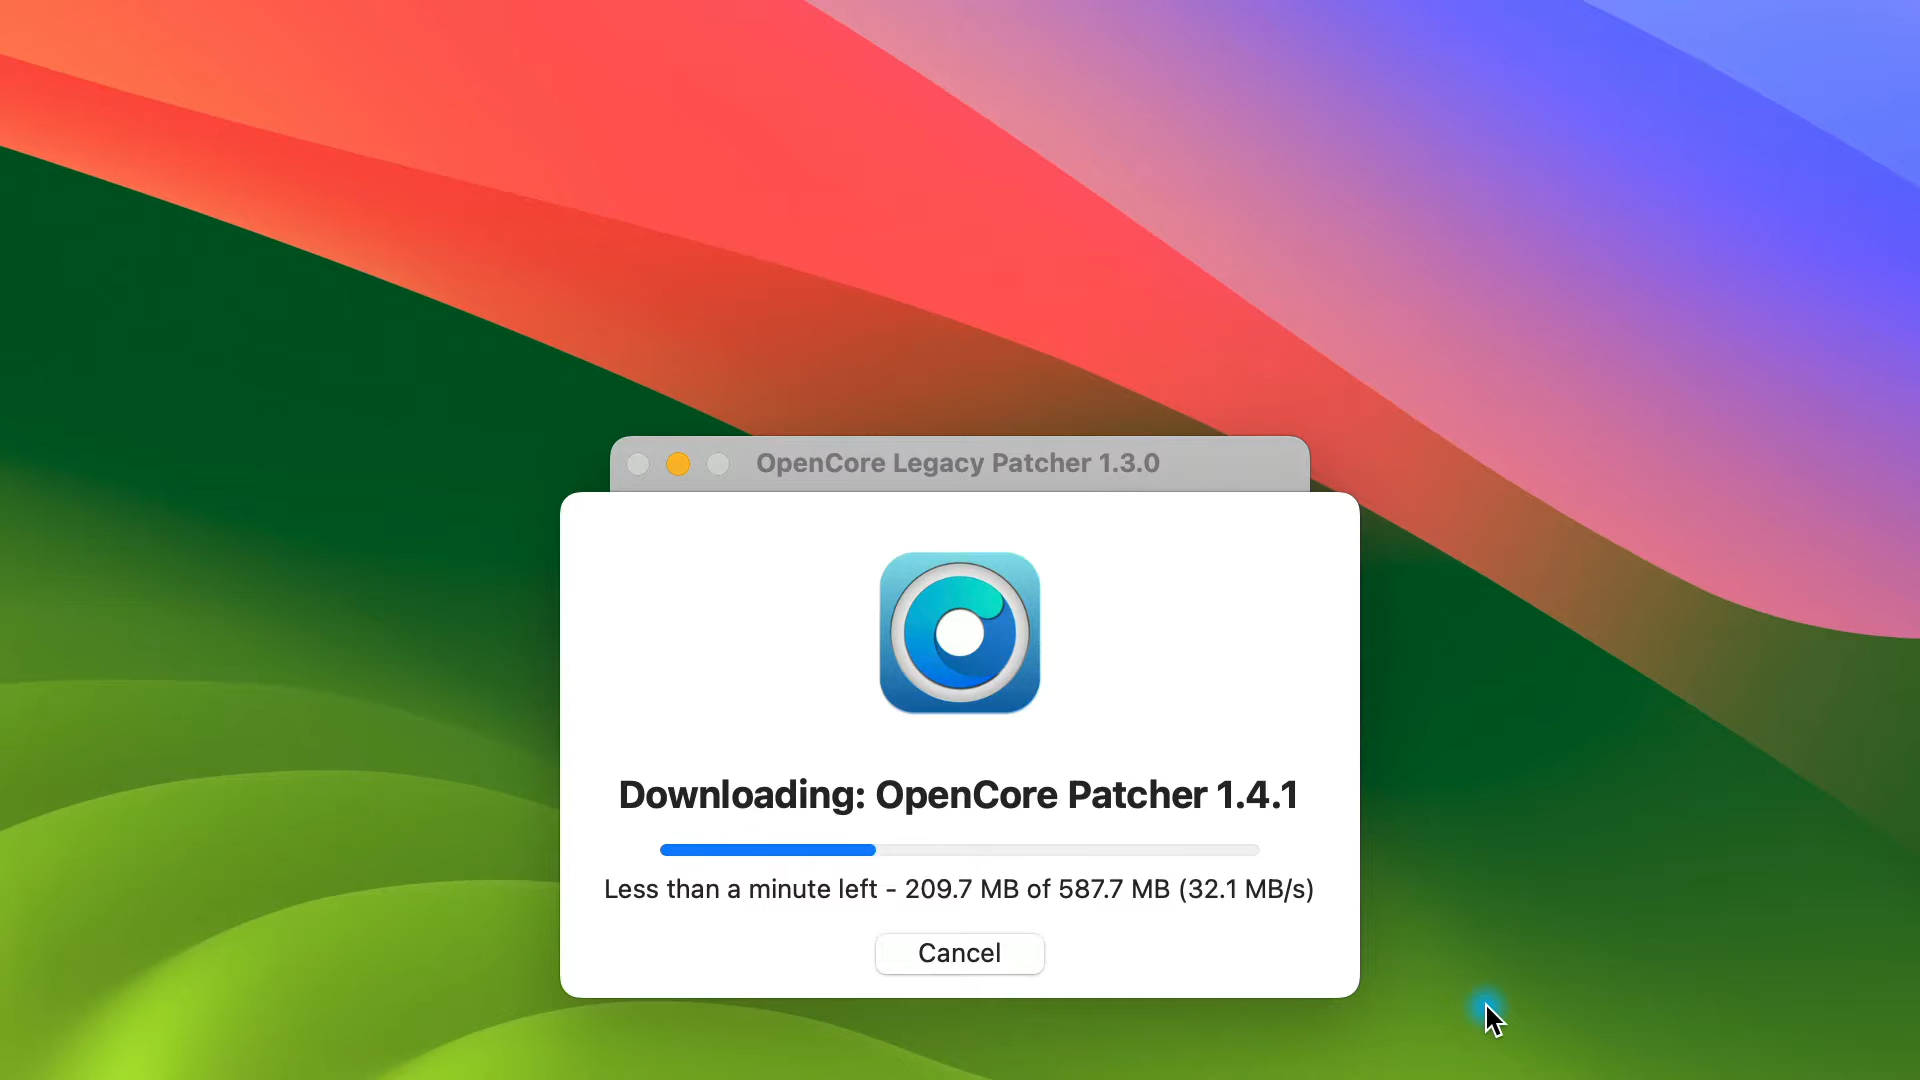 OpenCore Legacy Patcher 1.3.0
Downloading: OpenCore Patcher 1.4.1
Less than a minute left - 209.7 MB of 587.7 MB (32.1 MB/s)
Cancel